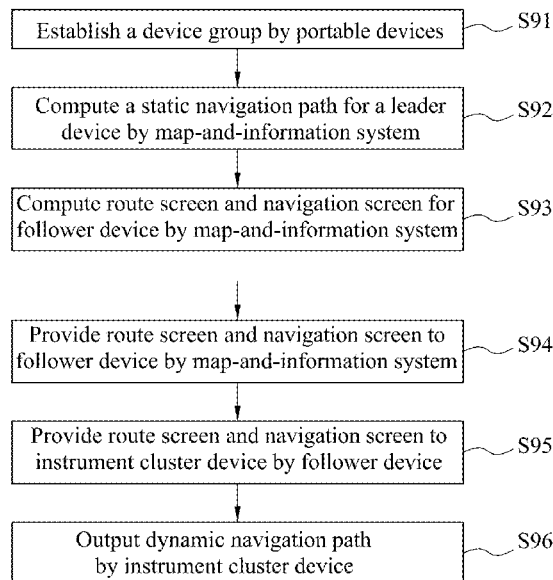 Establish a device group by portable devices
S91
Compute a static navigation path for a leader
device by map-and-information system
S92
Compute route screen and navigation screen for
follower device by map-and-information system
S93
Provide route screen and navigation screen to
follower device by map-and-information system
S94
Provide route screen and navigation screen to
instrument cluster device by follower device
S95
Output dynamic navigation path
by instrument cluster device
S96